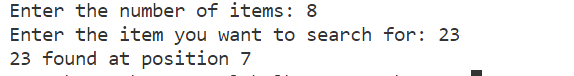 Enter the number of items: 8
Enter the item you want to search for: 23
23 found at position 7